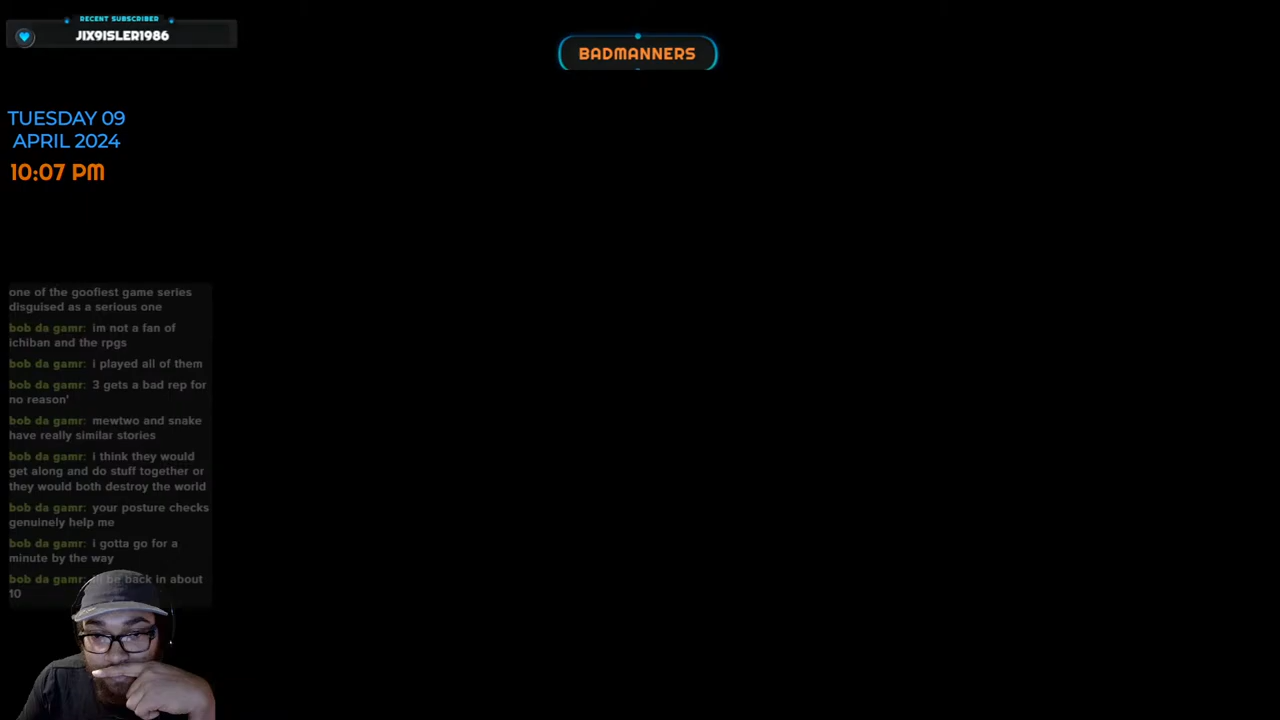 RECENT SUBSCRIBER
JIX9ISLER1986
BADMANNERS
TUESDAY 09
APRIL 2024
10:07 PM
one of the goofiest game series
disguised as a serious one
bob da gamr: im not a fan of
ichiban and the rpgs
bob da gamr: i played all of them
bob da gamr: 3 gets a bad rep for
no reason'
bob da gamr: mewtwo and snake
have really similar stories
bob da gamr: i think they would
get along and do stuff together or
they would both destroy the world
bob da gamr: your posture checks
genuinely help me
bob da gamr: i gotta go for a
minute by the way
bob da gamr: be back in about
10